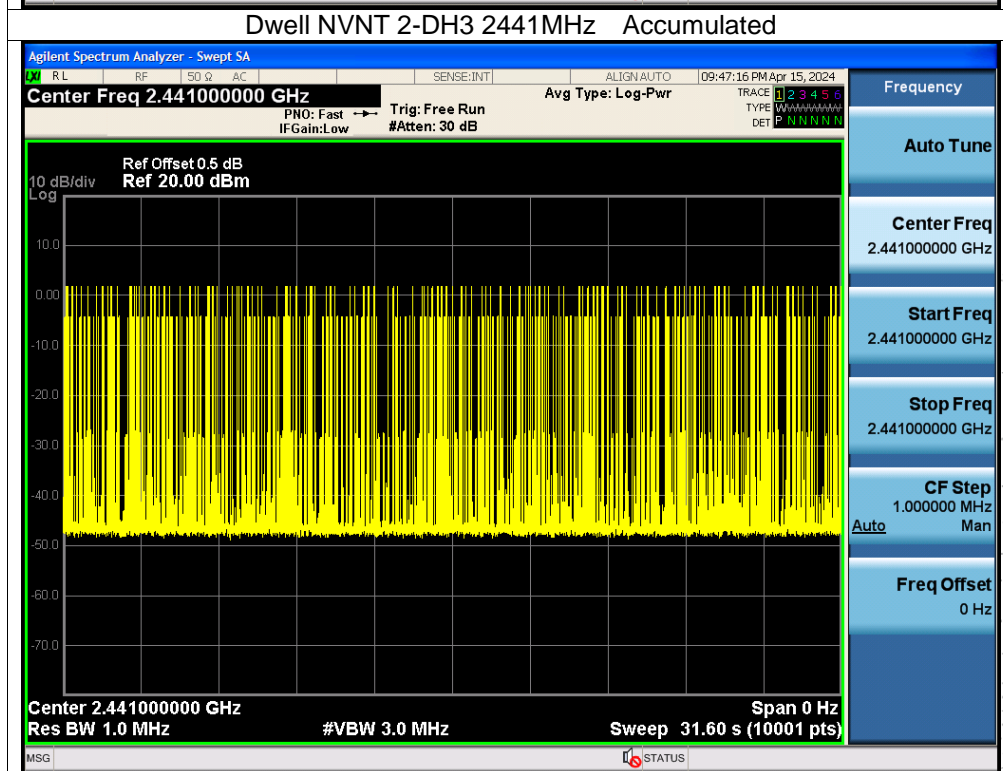 Dwell NVNT 2-DH3 2441MHz Accumulated
Agilent Spectrum Analyzer - Swept SA
LXI RL RF 50 Ω AC SENSE:INT ALIGN AUTO 09:47:16 PM Apr 15, 2024
Center Freq 2.441000000 GHz
PNO: Fast
IFGain:Low
Trig: Free Run
#Atten: 30 dB
Avg Type: Log-Pwr
TRACE 1 2 3 4 5 6
TYPE WWWWWW
DET P N N N N N
Ref Offset 0.5 dB
10 dB/div Ref 20.00 dBm
Log
10.0
0.00
-10.0
-20.0
-30.0
-40.0
-50.0
-60.0
-70.0
Center 2.441000000 GHz Span 0 Hz
Res BW 1.0 MHz #VBW 3.0 MHz Sweep 31.60 s (10001 pts)
MSG STATUS
Frequency
Auto Tune
Center Freq
2.441000000 GHz
Start Freq
2.441000000 GHz
Stop Freq
2.441000000 GHz
CF Step
1.000000 MHz
Auto Man
Freq Offset
0 Hz